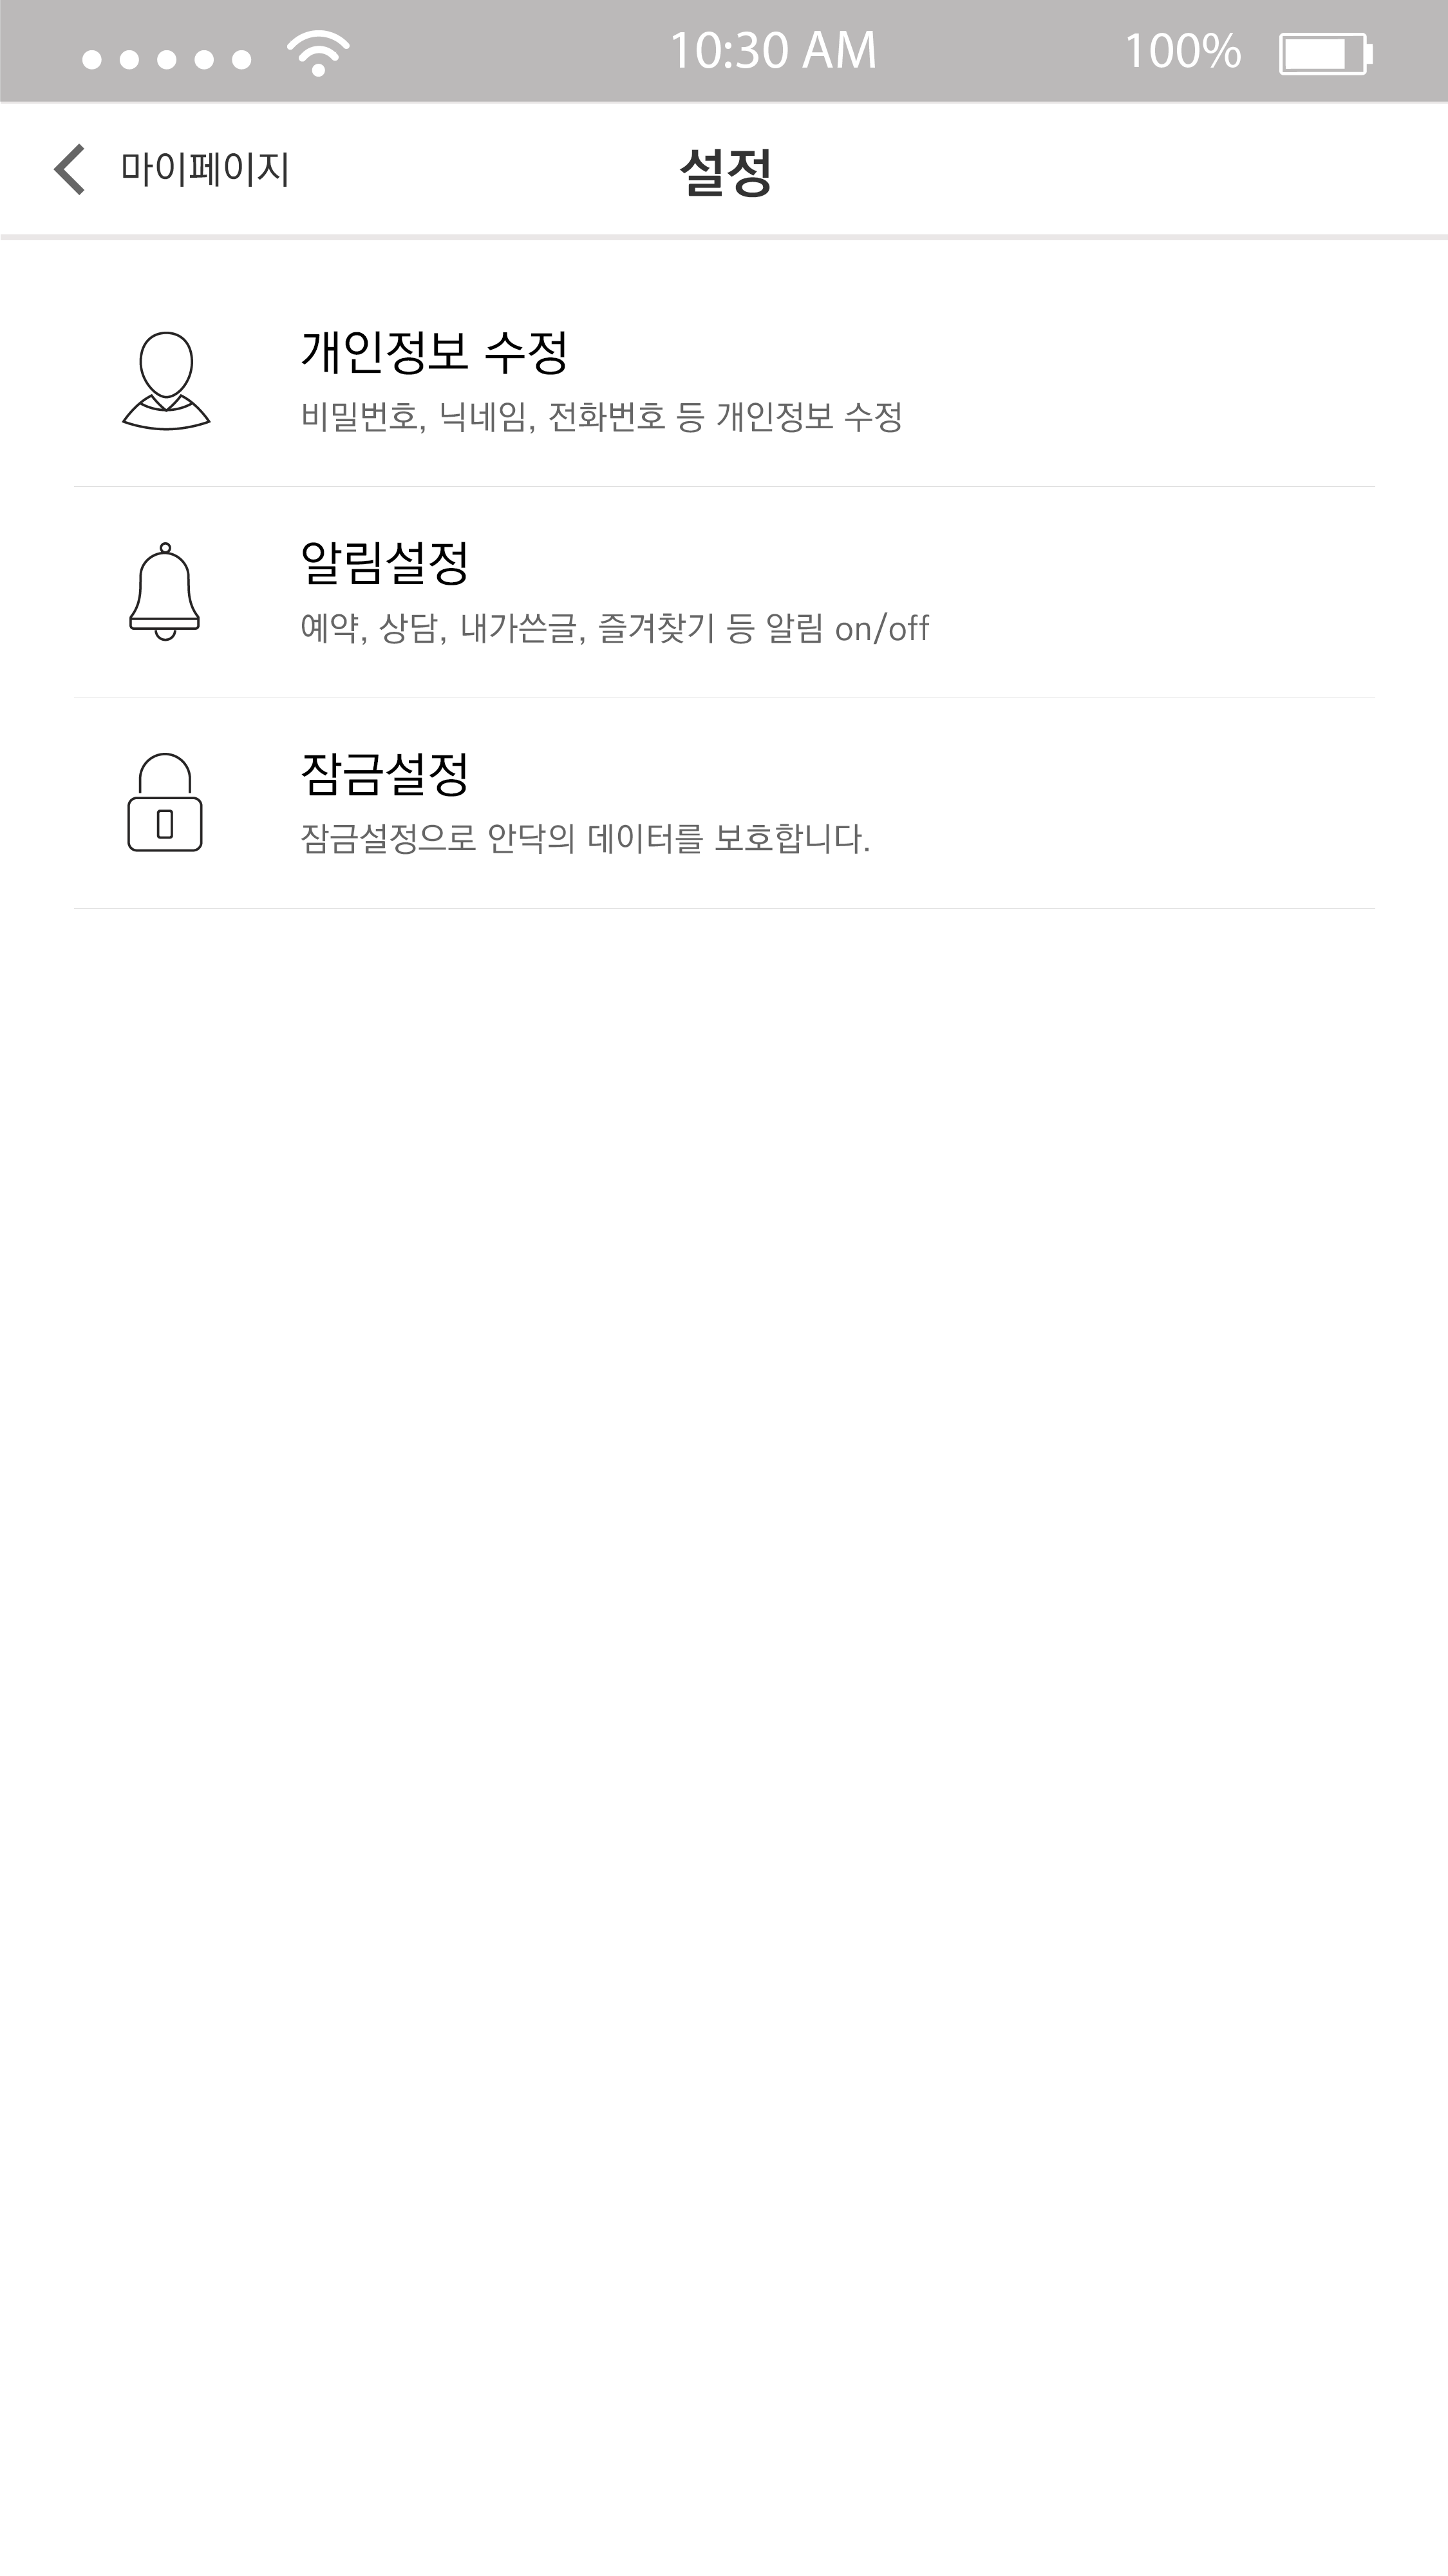 10:30 AM 100%
마이페이지 설정
개인정보 수정
비밀번호, 닉네임, 전화번호 등 개인정보 수정
알림설정
예약, 상담, 내가쓴글, 즐겨찾기 등 알림 on/off
잠금설정
잠금설정으로 안닥의 데이터를 보호합니다.